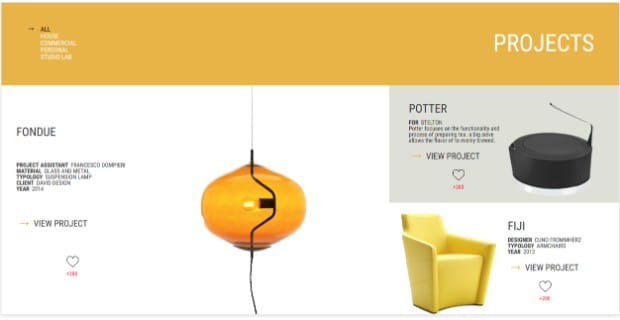 → ALL
HOUSE
COMMERCIAL
PERSONAL
STUDIO LAB
PROJECTS
FONDUE
PROJECT ASSISTANT FRANCESCO DOMPIERI
MATERIAL GLASS AND METAL
TYPOLOGY SUSPENSION LAMP
CLIENT DAVID DESIGN
YEAR 2014
→ VIEW PROJECT
POTTER
FOR STELTON
Potter focuses on the functionality and
process of preparing tea. a big sieve
allows the flavor of to evenly brewed.
→ VIEW PROJECT
FIJI
DESIGNER CUNO FROMMHERZ
TYPOLOGY ARMCHAIRS
YEAR 2013
→ VIEW PROJECT